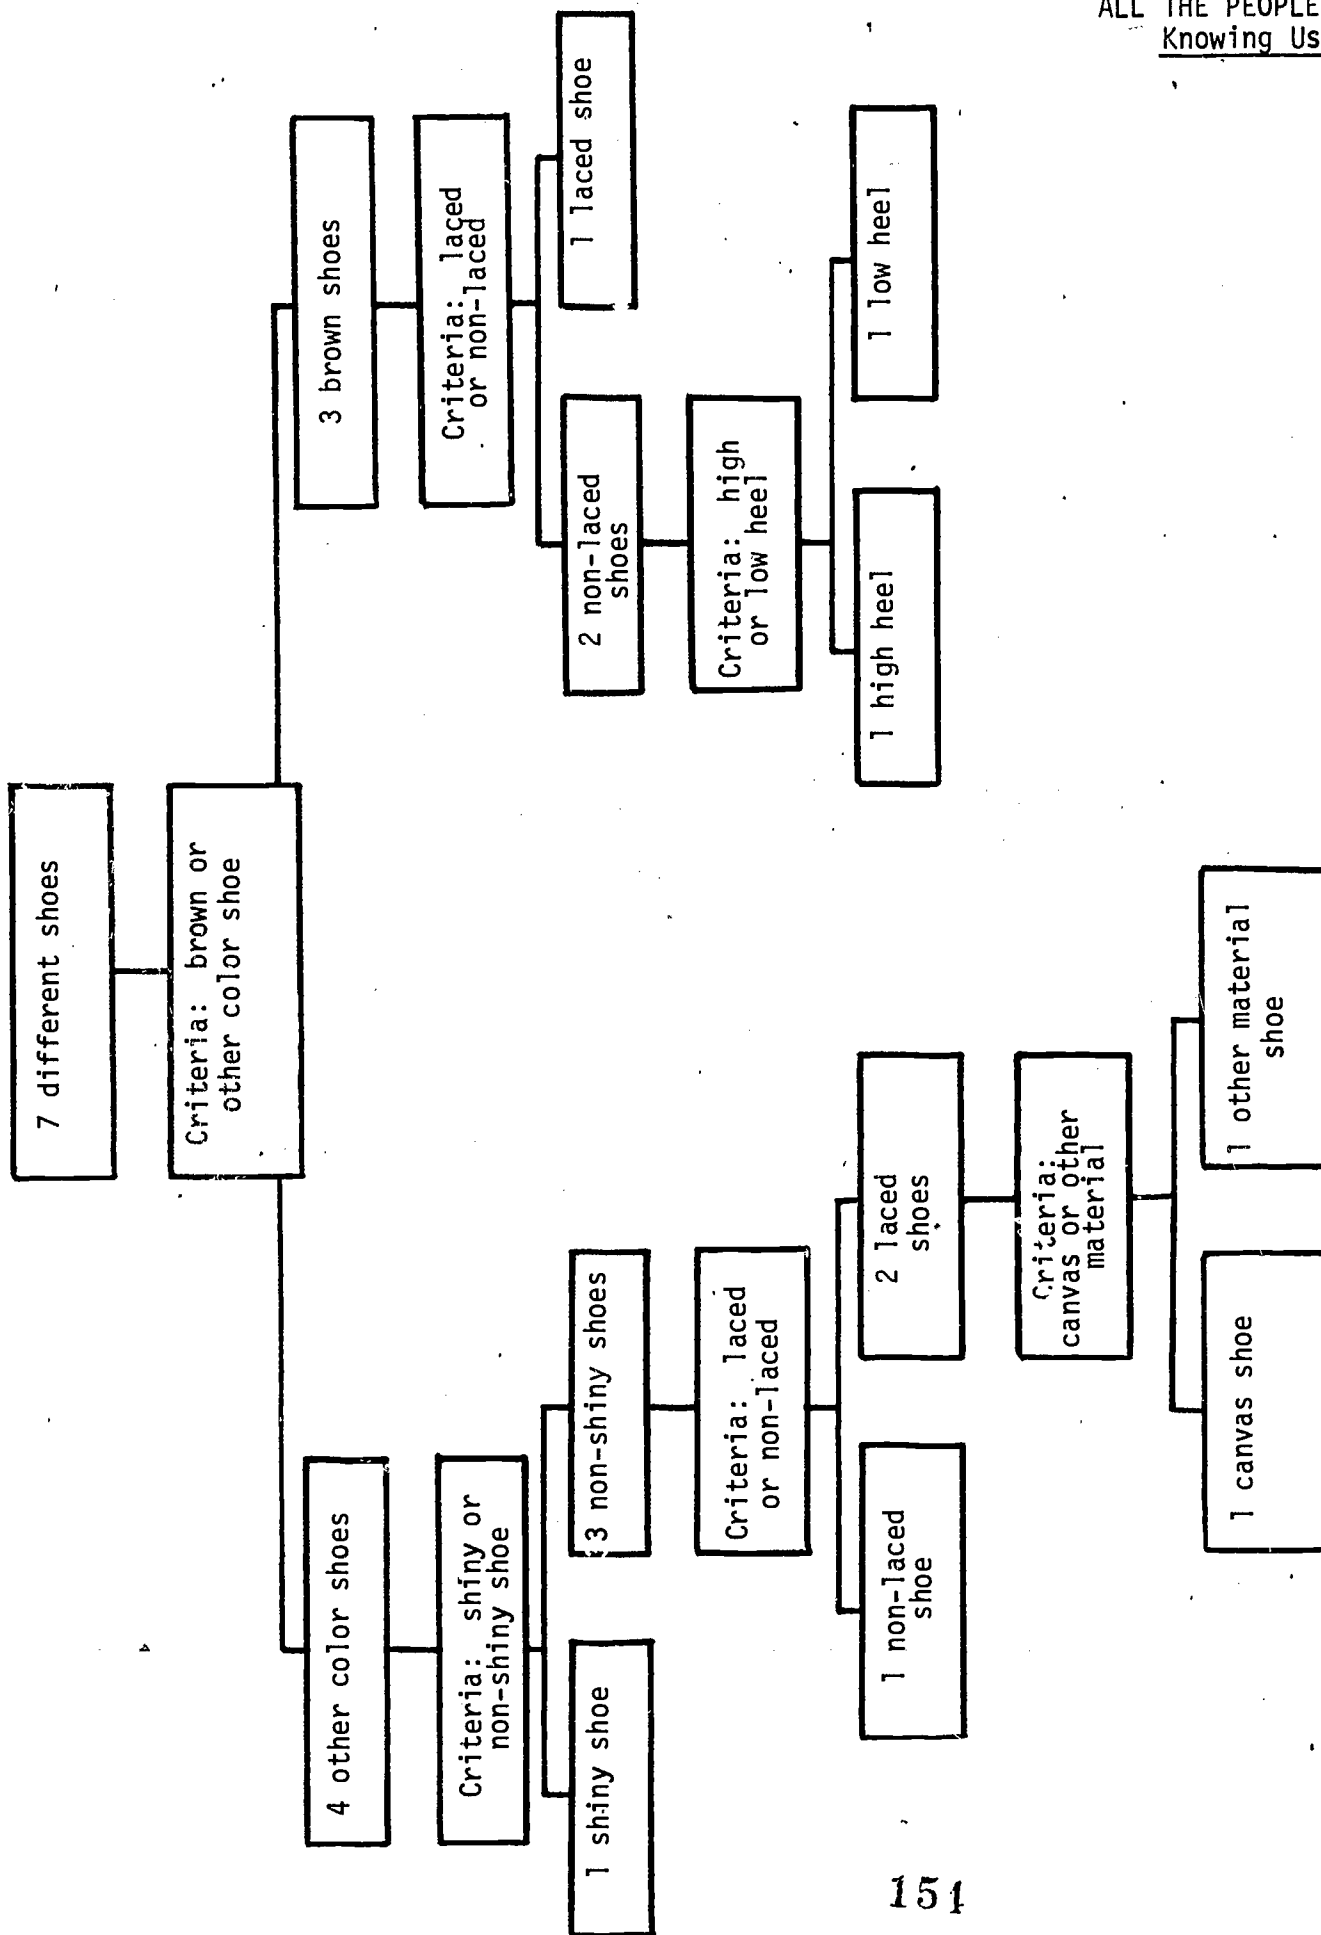 ALL THE PEOPLE
Knowing Us
7 different shoes
Criteria: brown or
other color shoe
4 other color shoes
3 brown shoes
Criteria: shiny or
non-shiny shoe
Criteria: laced
or non-laced
1 shiny shoe
3 non-shiny shoes
2 non-laced
shoes
1 laced shoe
Criteria: laced
or non-laced
Criteria: high
or low heel
1 non-laced
shoe
2 laced
shoes
1 high heel
1 low heel
Criteria:
canvas or other
material
1 canvas shoe
1 other material
shoe
151